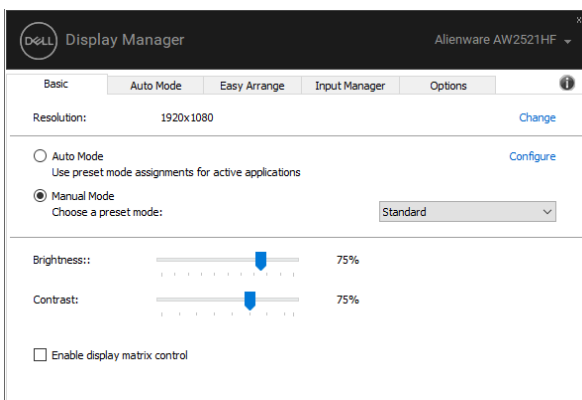 DELL Display Manager Alienware AW2521HF
Basic Auto Mode Easy Arrange Input Manager Options
Resolution: 1920x1080 Change
Auto Mode Configure
Use preset mode assignments for active applications
Manual Mode
Choose a preset mode: Standard
Brightness:: 75%
Contrast: 75%
Enable display matrix control